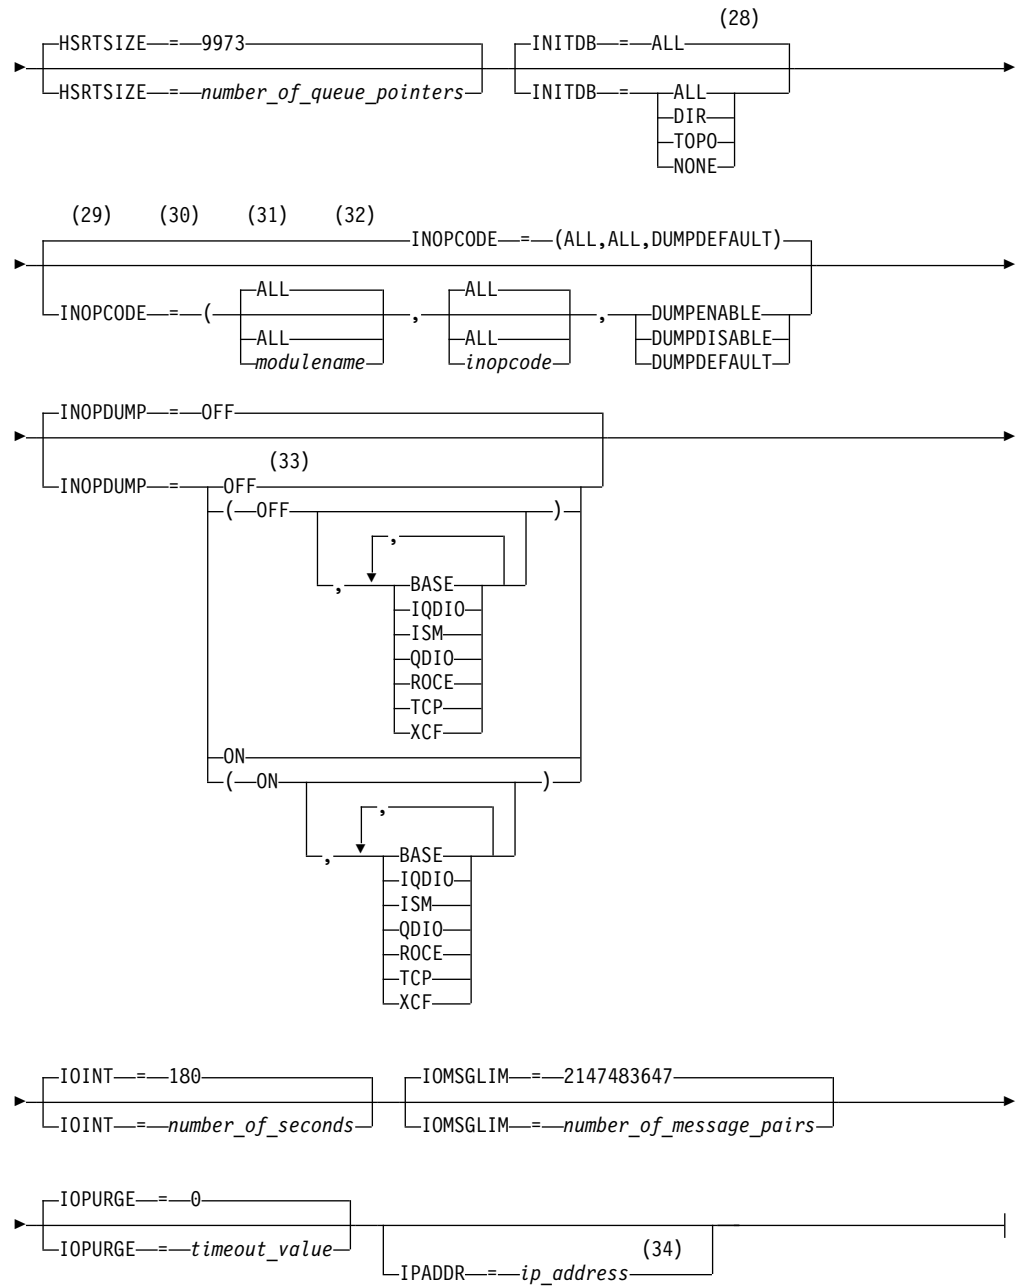 (28)
HSRTSIZE = 9973 INITDB = ALL
HSRTSIZE = number_of_queue_pointers INITDB = ALL
DIR
TOPO
NONE
(29) (30) (31) (32)
INOPCODE = (ALL,ALL,DUMPDEFAULT)
ALL ALL
INOPCODE = ( , , DUMPENABLE
ALL ALL DUMPDISABLE
modulename inopcode DUMPDEFAULT
INOPDUMP = OFF
(33)
INOPDUMP = OFF
( OFF )
,
, BASE
IQDIO
ISM
QDIO
ROCE
TCP
XCF
ON
( ON )
,
, BASE
IQDIO
ISM
QDIO
ROCE
TCP
XCF
IOINT = 180 IOMSGLIM = 2147483647
IOINT = number_of_seconds IOMSGLIM = number_of_message_pairs
IOPURGE = 0
IOPURGE = timeout_value (34)
IPADDR = ip_address